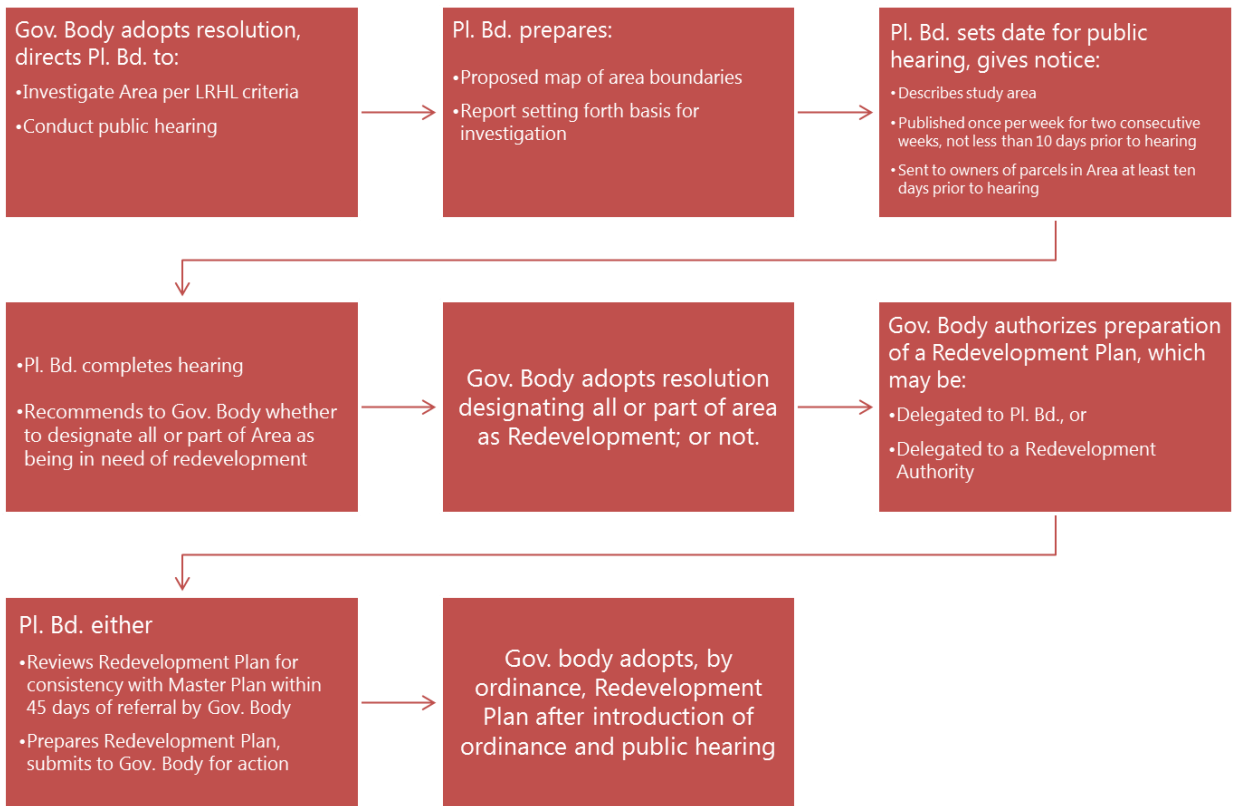 Gov. Body adopts resolution,
directs Pl. Bd. to:
•Investigate Area per LRHL criteria
•Conduct public hearing
Pl. Bd. prepares:
•Proposed map of area boundaries
•Report setting forth basis for
investigation
Pl. Bd. sets date for public
hearing, gives notice:
•Describes study area
•Published once per week for two consecutive
weeks, not less than 10 days prior to hearing
•Sent to owners of parcels in Area at least ten
days prior to hearing
•Pl. Bd. completes hearing
•Recommends to Gov. Body whether
to designate all or part of Area as
being in need of redevelopment
Gov. Body adopts resolution
designating all or part of area
as Redevelopment; or not.
Gov. Body authorizes preparation
of a Redevelopment Plan, which
may be:
•Delegated to Pl. Bd., or
•Delegated to a Redevelopment
Authority
Pl. Bd. either
•Reviews Redevelopment Plan for
consistency with Master Plan within
45 days of referral by Gov. Body
•Prepares Redevelopment Plan,
submits to Gov. Body for action
Gov. body adopts, by
ordinance, Redevelopment
Plan after introduction of
ordinance and public hearing